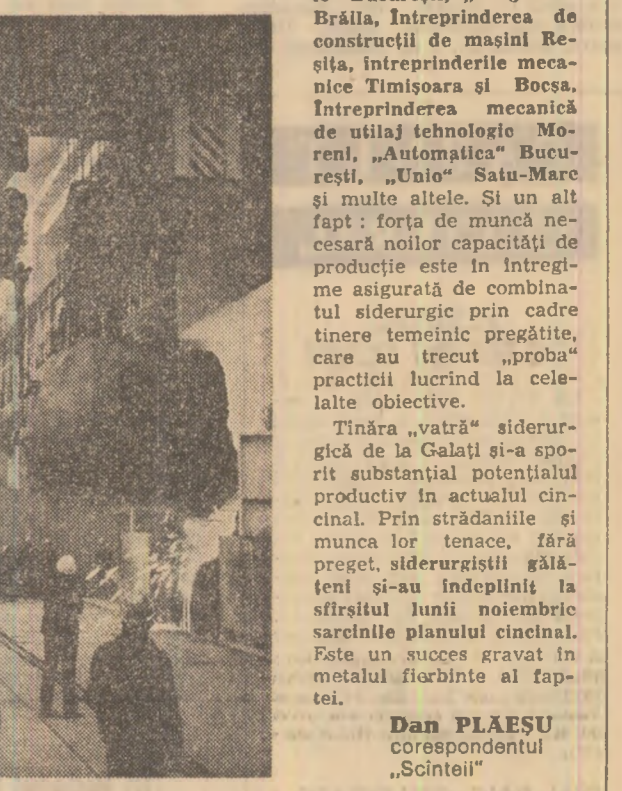 Brăila, Întreprinderea de
construcții de mașini Re-
șița, întreprinderile meca-
nice Timișoara și Bocșa,
Întreprinderea mecanică
de utilaj tehnologic Mo-
reni, „Automatica" Bucu-
rești, „Unio" Satu-Mare
și multe altele. Și un alt
fapt : forța de muncă ne-
cesară noilor capacități de
producție este în întregi-
me asigurată de combina-
tul siderurgic prin cadre
tinere temeinic pregătite,
care au trecut „proba"
practicii lucrînd la cele-
lalte obiective.
Tînăra „vatră" siderur-
gică de la Galați și-a spo-
rit substanțial potențialul
productiv în actualul cin-
cinal. Prin strădaniile și
munca lor tenace, fără
preget, siderurgiștii gălă-
țeni și-au îndeplinit la
sfîrșitul lunii noiembrie
sarcinile planului cincinal.
Este un succes gravat în
metalul fierbinte al fap-
tei.
Dan PLAEȘU
corespondentul
„Scînteii"